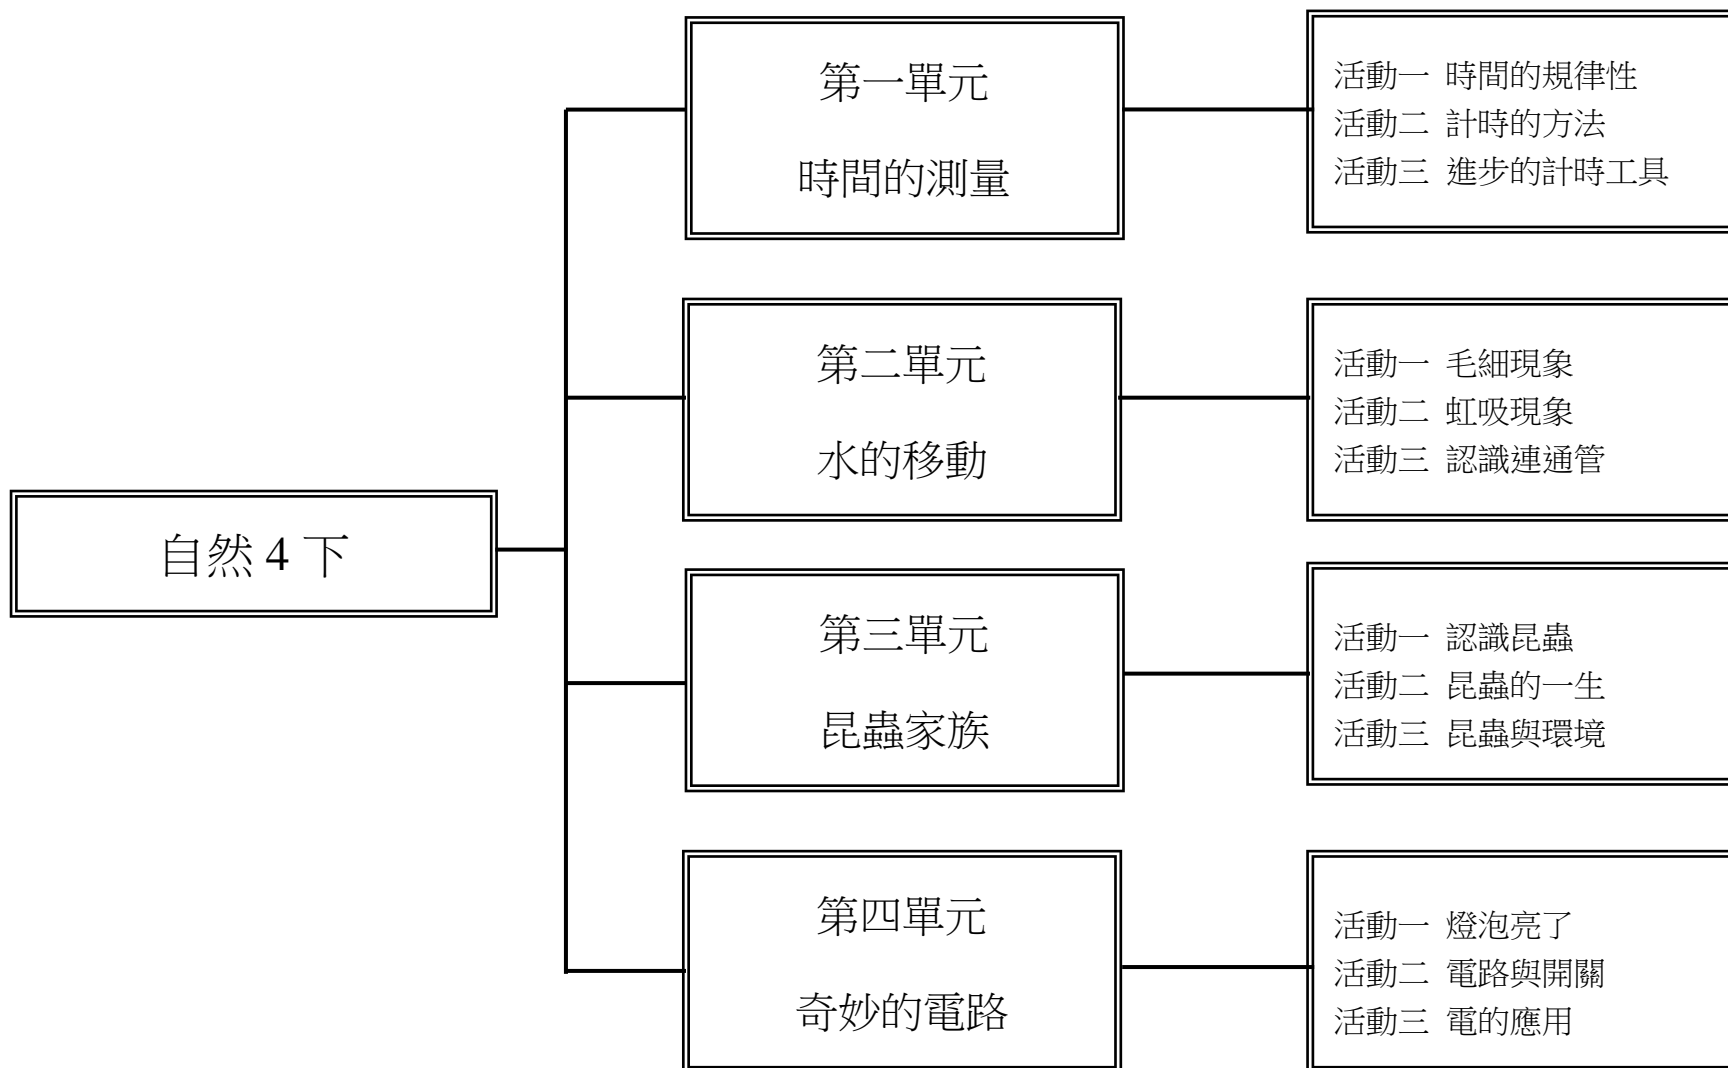 自然 4 下
第一單元
時間的測量
活動一 時間的規律性
活動二 計時的方法
活動三 進步的計時工具
第二單元
水的移動
活動一 毛細現象
活動二 虹吸現象
活動三 認識連通管
第三單元
昆蟲家族
活動一 認識昆蟲
活動二 昆蟲的一生
活動三 昆蟲與環境
第四單元
奇妙的電路
活動一 燈泡亮了
活動二 電路與開關
活動三 電的應用